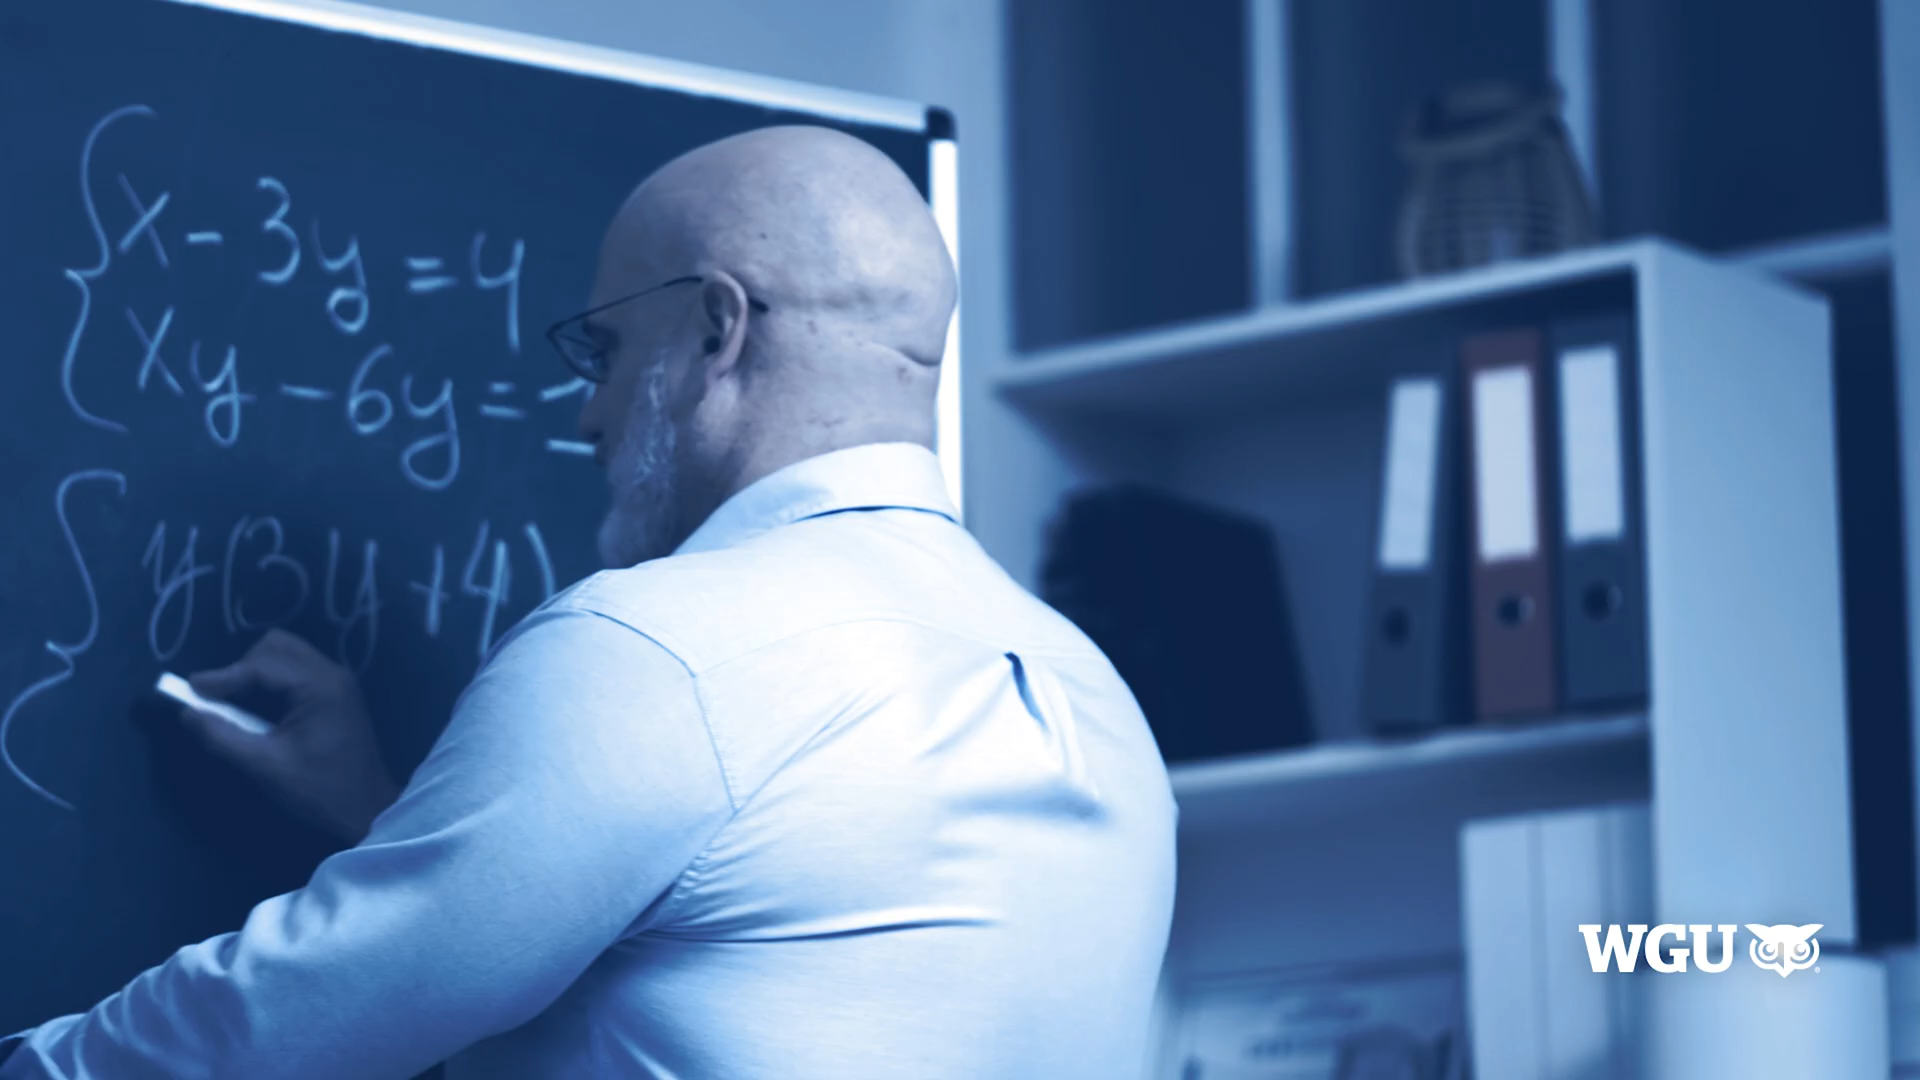 x - 3y = 4
xy - 6y = -
y(3y + 4)
WGU